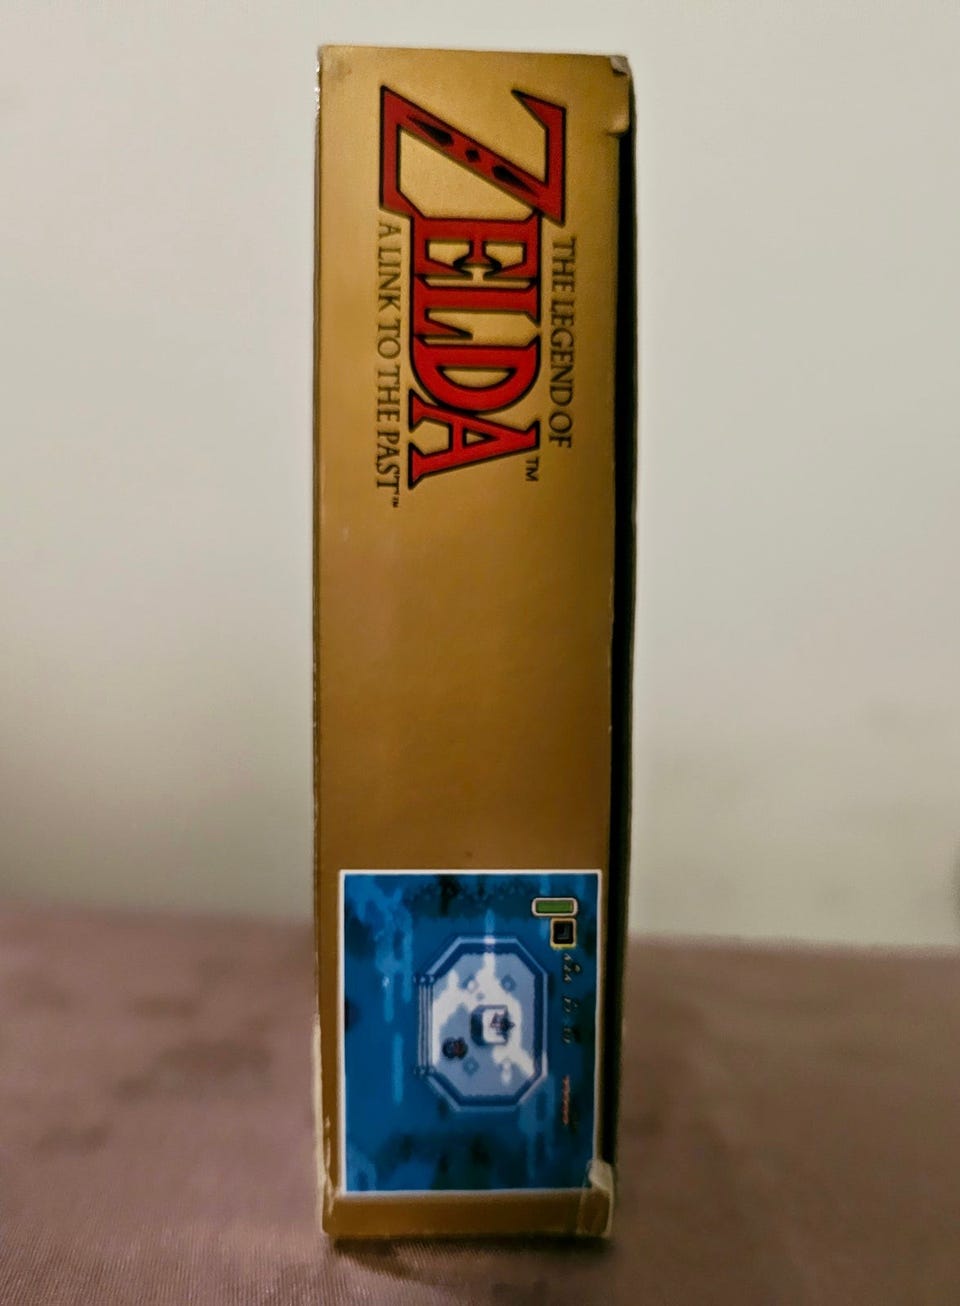 THE LEGEND OF
ZELDA™
A LINK TO THE PAST™